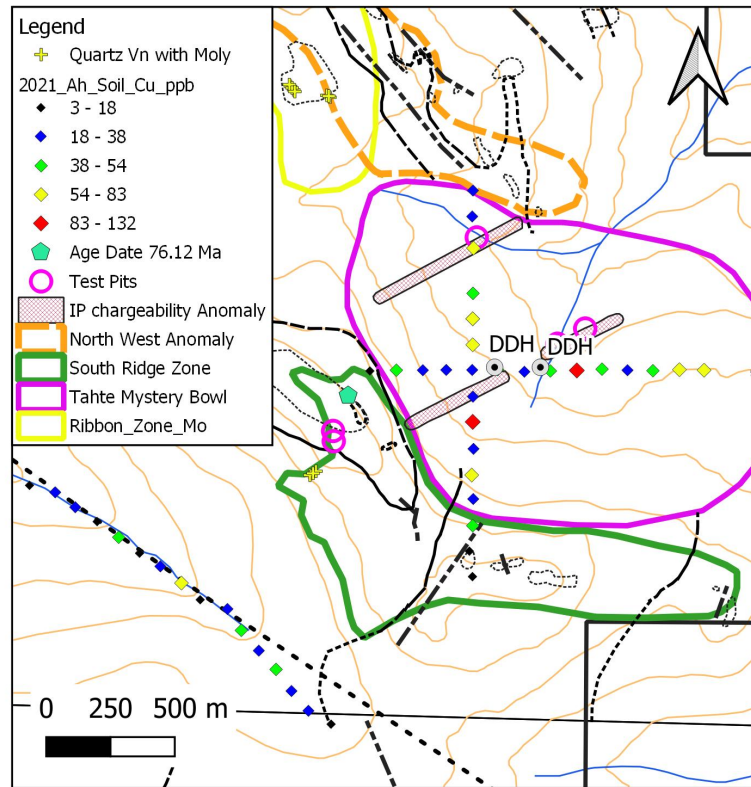 Legend
Quartz Vn with Moly
2021_Ah_Soil_Cu_ppb
3 - 18
18 - 38
38 - 54
54 - 83
83 - 132
Age Date 76.12 Ma
Test Pits
IP chargeability Anomaly
North West Anomaly
South Ridge Zone
Tahte Mystery Bowl
Ribbon_Zone_Mo
DDH
DDH
0 250 500 m